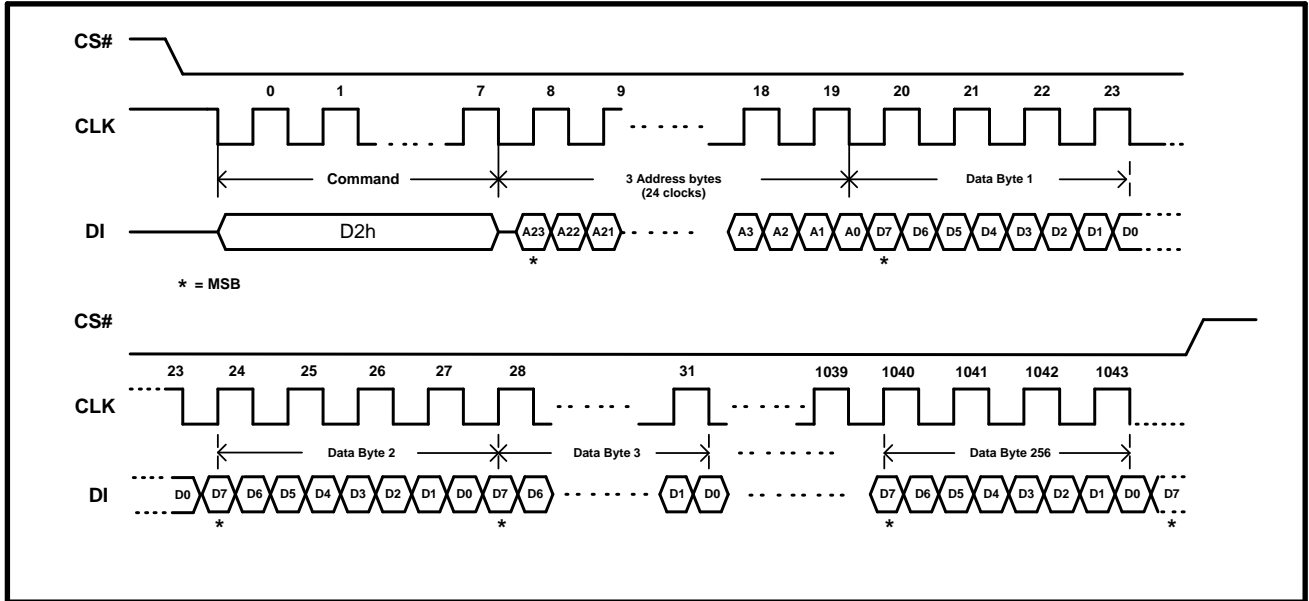 CS#
0 1 7 8 9 18 19 20 21 22 23
CLK
Command 3 Address bytes (24 clocks) Data Byte 1
DI D2h A23 A22 A21 A3 A2 A1 A0 D7 D6 D5 D4 D3 D2 D1 D0
* *
* = MSB
CS#
23 24 25 26 27 28 31 1039 1040 1041 1042 1043
CLK
Data Byte 2 Data Byte 3 Data Byte 256
DI D0 D7 D6 D5 D4 D3 D2 D1 D0 D7 D6 D1 D0 D7 D6 D5 D4 D3 D2 D1 D0 D7
* * * *